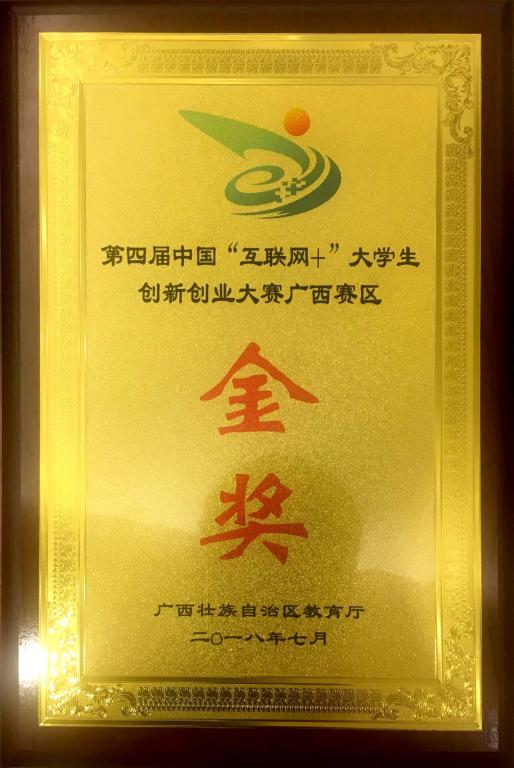 第四届中国“互联网+”大学生
创新创业大赛广西赛区
金
奖
广西壮族自治区教育厅
二〇一八年七月